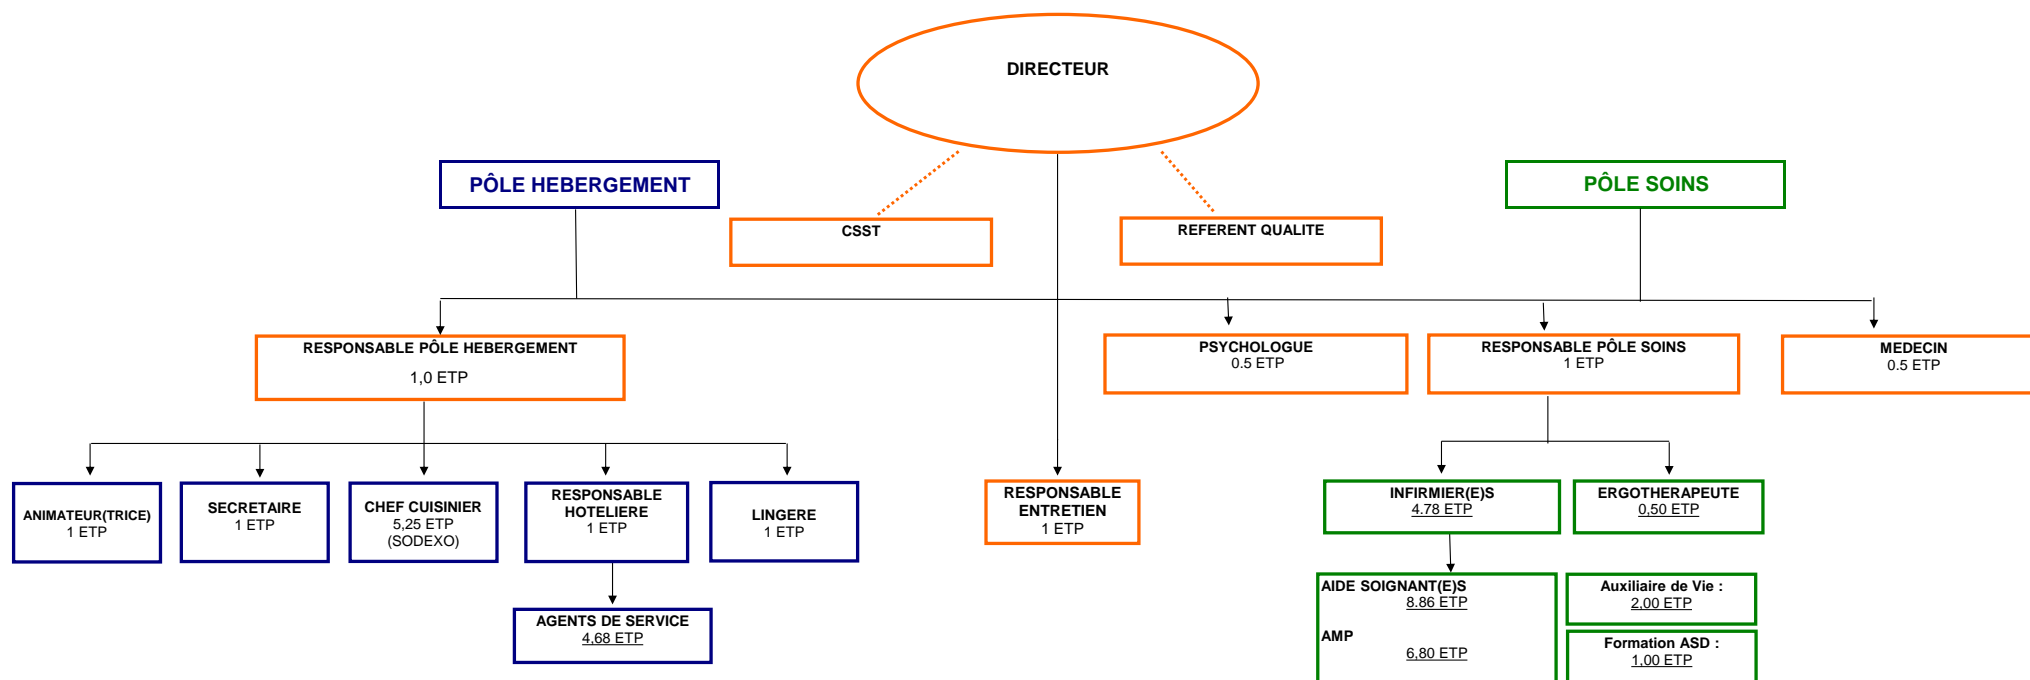 DIRECTEUR
PÔLE HEBERGEMENT
PÔLE SOINS
CSST
REFERENT QUALITE
RESPONSABLE PÔLE HEBERGEMENT
1,0 ETP
PSYCHOLOGUE
0.5 ETP
RESPONSABLE PÔLE SOINS
1 ETP
MEDECIN
0.5 ETP
ANIMATEUR(TRICE)
1 ETP
SECRETAIRE
1 ETP
CHEF CUISINIER
5,25 ETP
(SODEXO)
RESPONSABLE
HOTELIERE
1 ETP
LINGERE
1 ETP
RESPONSABLE
ENTRETIEN
1 ETP
INFIRMIER(E)S
4.78 ETP
ERGOTHERAPEUTE
0,50 ETP
AGENTS DE SERVICE
4,68 ETP
AIDE SOIGNANT(E)S
8.86 ETP
AMP
6,80 ETP
Auxiliaire de Vie :
2,00 ETP
Formation ASD :
1,00 ETP